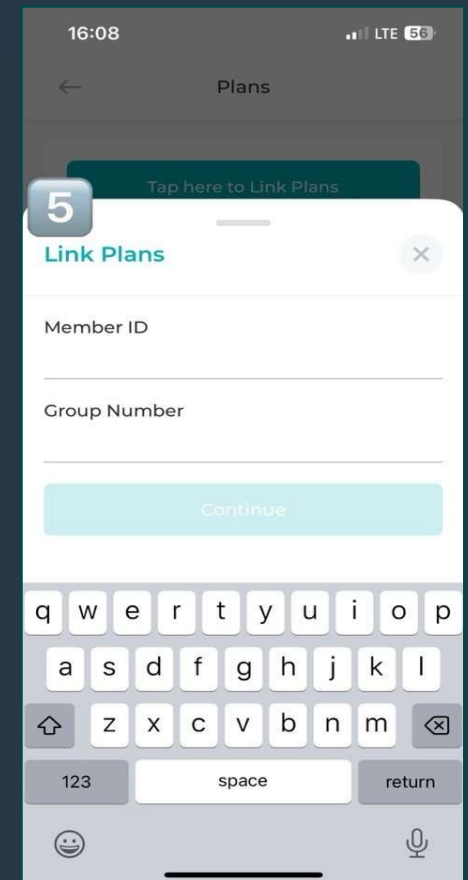 16:08 LTE 56
Plans
Tap here to Link Plans
5
Link Plans
Member ID
Group Number
Continue
q w e r t y u i o p
a s d f g h j k l
z x c v b n m
123 space return